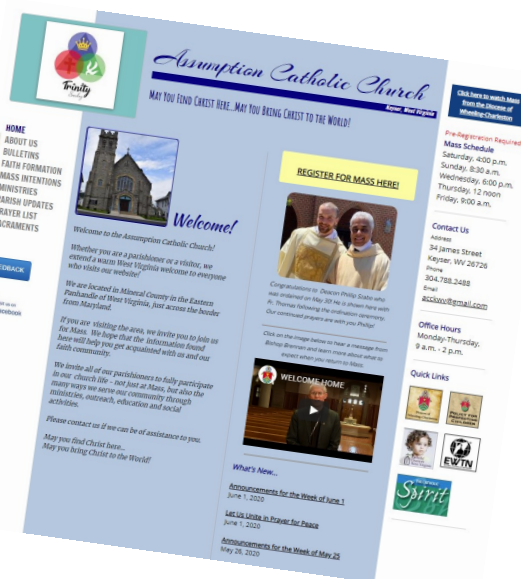 Trinity
Sunday
Assumption Catholic Church
Keyser, West Virginia
May You Find Christ Here...May You Bring Christ to the World!
HOME
ABOUT US
BULLETINS
FAITH FORMATION
MASS INTENTIONS
MINISTRIES
PARISH UPDATES
RAYER LIST
ACRAMENTS
EEDBACK
Welcome!
Welcome to the Assumption Catholic Church!
Whether you are a parishioner or a visitor, we
extend a warm West Virginia welcome to everyone
who visits our website!
We are located in Mineral County in the Eastern
Panhandle of West Virginia, just across the border
from Maryland.
If you are visiting the area, we invite you to join us
for Mass. We hope that the information found
here will help you get acquainted with us and our
faith community.
We invite all of our parishioners to fully participate
in our church life - not just at Mass, but also the
many ways we serve our community through
ministries, outreach, education and social
activities.
Please contact us if we can be of assistance to you.
May you find Christ here...
May you bring Christ to the World!
REGISTER FOR MASS HERE!
Congratulations to Deacon Phillip Szabo who
was ordained on May 30! He is shown here with
Fr. Thomas following the ordination ceremony.
Our continued prayers are with you Philip!
Click on the image below to hear a message from
Bishop Brennan and learn more about what to
expect when you return to Mass.
WELCOME HOME
What's New...
Announcements for the Week of June 1
June 1, 2020
Let Us Unite in Prayer for Peace
June 1, 2020
Announcements for the Week of May 25
May 28, 2020
Click here to watch Mass
from the Diocese of
Wheeling-Charleston
Pre-Registration Required
Mass Schedule
Saturday, 4:00 p.m.
Sunday, 8:30 a.m.
Wednesday, 6:00 p.m.
Thursday, 12 noon
Friday, 9:00 a.m.
Contact Us
Address
34 James Street
Keyser, WV 26726
Phone
304.788.2488
Email
acckwv@gmail.com
Office Hours
Monday-Thursday,
9 a.m. - 2 p.m.
Quick Links
POLICY FOR
PROTECTING
CHILDREN
EWTN
Spirit